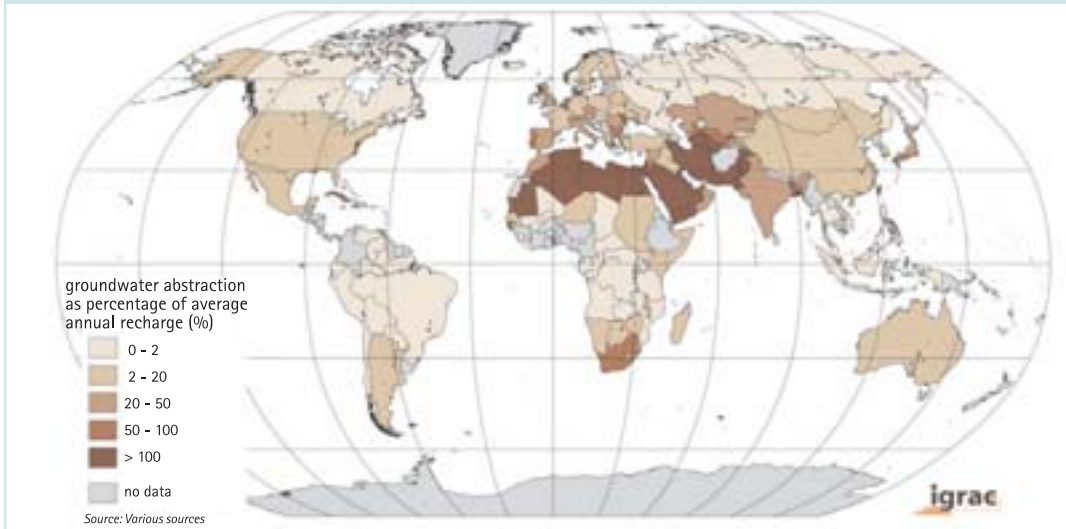 groundwater abstraction
as percentage of average
annual recharge (%)
0 - 2
2 - 20
20 - 50
50 - 100
> 100
no data
Source: Various sources
igrac